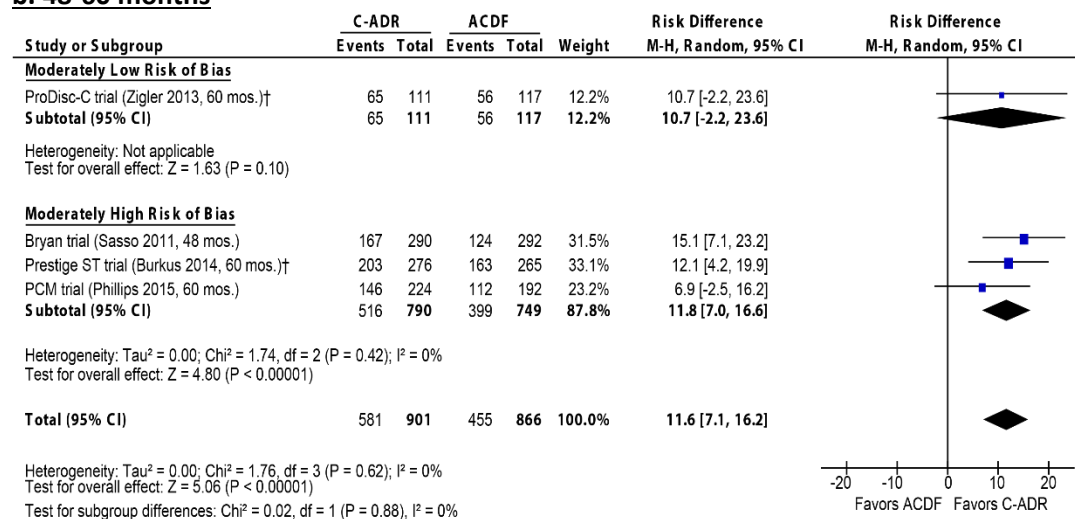 b. 48-60 months
C-ADR ACDF Risk Difference Risk Difference
Study or Subgroup Events Total Events Total Weight M-H, Random, 95% CI M-H, Random, 95% CI
Moderately Low Risk of Bias
ProDisc-C trial (Zigler 2013, 60 mos.)† 65 111 56 117 12.2% 10.7 [-2.2, 23.6]
Subtotal (95% CI) 65 111 56 117 12.2% 10.7 [-2.2, 23.6]
Heterogeneity: Not applicable
Test for overall effect: Z = 1.63 (P = 0.10)
Moderately High Risk of Bias
Bryan trial (Sasso 2011, 48 mos.) 167 290 124 292 31.5% 15.1 [7.1, 23.2]
Prestige ST trial (Burkus 2014, 60 mos.)† 203 276 163 265 33.1% 12.1 [4.2, 19.9]
PCM trial (Phillips 2015, 60 mos.) 146 224 112 192 23.2% 6.9 [-2.5, 16.2]
Subtotal (95% CI) 516 790 399 749 87.8% 11.8 [7.0, 16.6]
Heterogeneity: Tau² = 0.00; Chi² = 1.74, df = 2 (P = 0.42); I² = 0%
Test for overall effect: Z = 4.80 (P < 0.00001)
Total (95% CI) 581 901 455 866 100.0% 11.6 [7.1, 16.2]
Heterogeneity: Tau² = 0.00; Chi² = 1.76, df = 3 (P = 0.62); I² = 0%
Test for overall effect: Z = 5.06 (P < 0.00001)
Test for subgroup differences: Chi² = 0.02, df = 1 (P = 0.88), I² = 0%
-20 -10 0 10 20
Favors ACDF Favors C-ADR